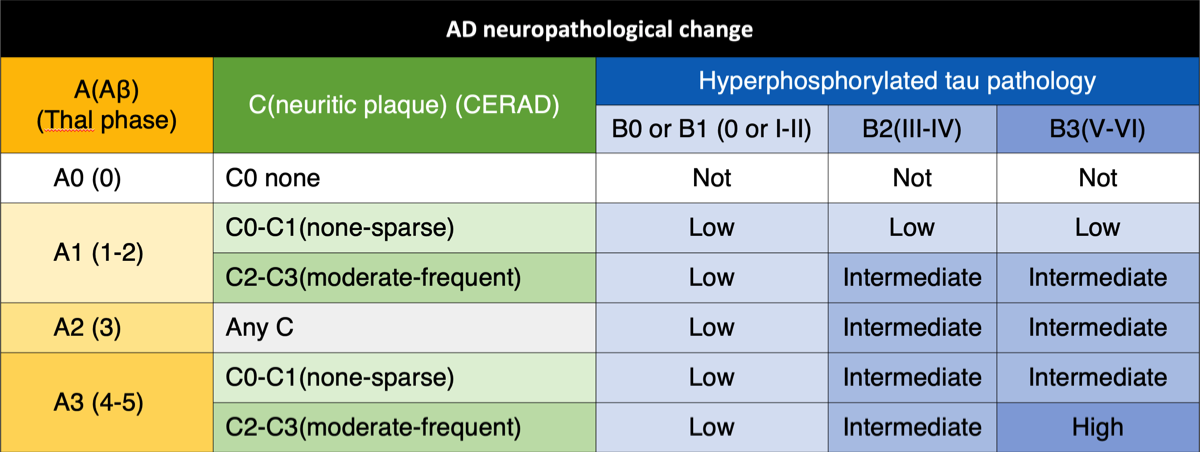 AD neuropathological change
A(Aβ)
(Thal phase)
C(neuritic plaque) (CERAD)
Hyperphosphorylated tau pathology
B0 or B1 (0 or I-II)
B2(III-IV)
B3(V-VI)
A0 (0)
C0 none
Not
Not
Not
A1 (1-2)
C0-C1(none-sparse)
Low
Low
Low
C2-C3(moderate-frequent)
Low
Intermediate
Intermediate
A2 (3)
Any C
Low
Intermediate
Intermediate
A3 (4-5)
C0-C1(none-sparse)
Low
Intermediate
Intermediate
C2-C3(moderate-frequent)
Low
Intermediate
High